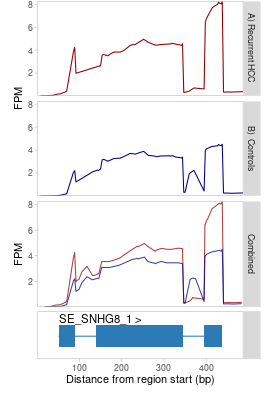 8
6
4
2
A) Recurrent HCC
FPM
8
6
4
2
B) Controls
8
6
4
2
FPM
Combined
SE_SNHG8_1 >
100 200 300 400
Distance from region start (bp)